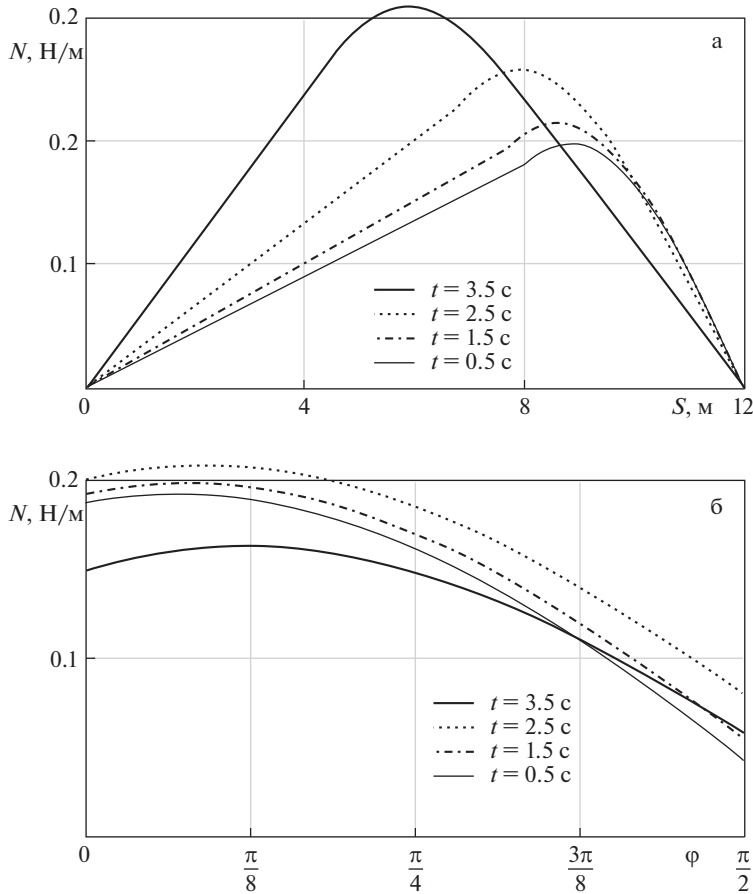 0.2
N, Н/м
а
0.2
0.1
t = 3.5 с
t = 2.5 с
t = 1.5 с
t = 0.5 с
0 4 8 S, м 12
0.2
N, Н/м
б
0.1
t = 3.5 с
t = 2.5 с
t = 1.5 с
t = 0.5 с
0 π/8 π/4 3π/8 φ π/2